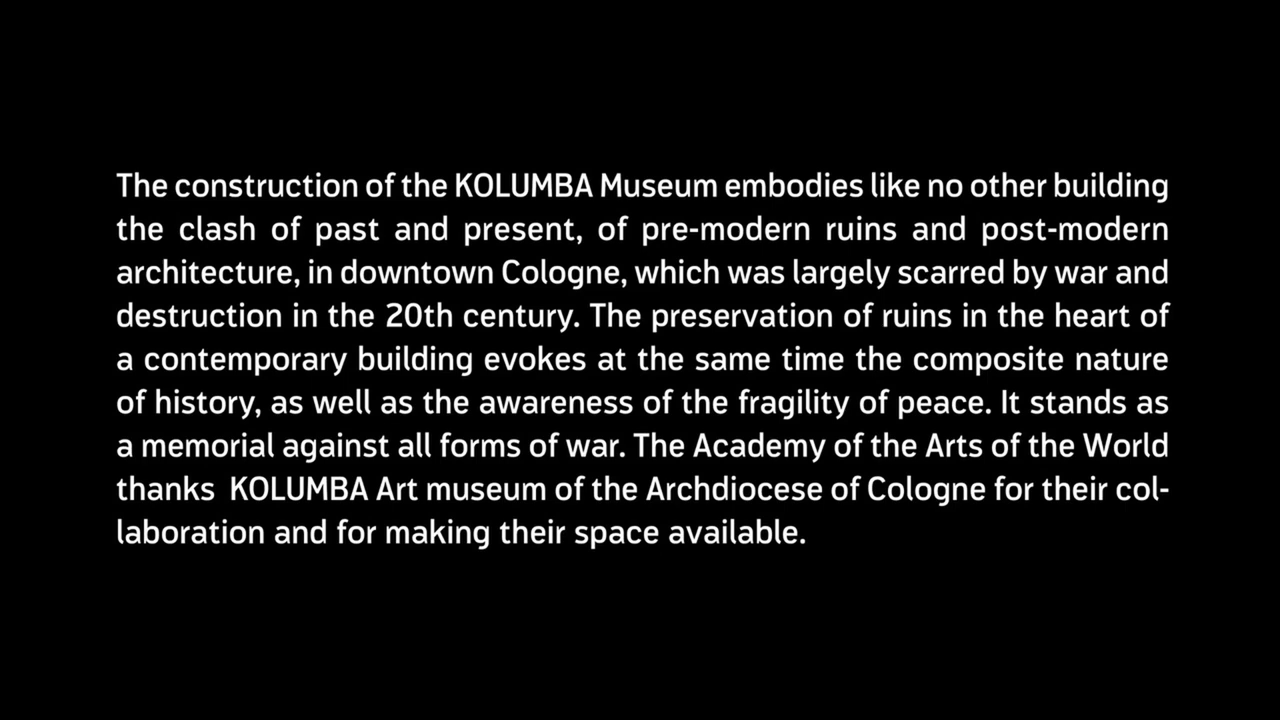 The construction of the KOLUMBA Museum embodies like no other building
the clash of past and present, of pre-modern ruins and post-modern
architecture, in downtown Cologne, which was largely scarred by war and
destruction in the 20th century. The preservation of ruins in the heart of
a contemporary building evokes at the same time the composite nature
of history, as well as the awareness of the fragility of peace. It stands as
a memorial against all forms of war. The Academy of the Arts of the World
thanks  KOLUMBA Art museum of the Archdiocese of Cologne for their col-
laboration and for making their space available.